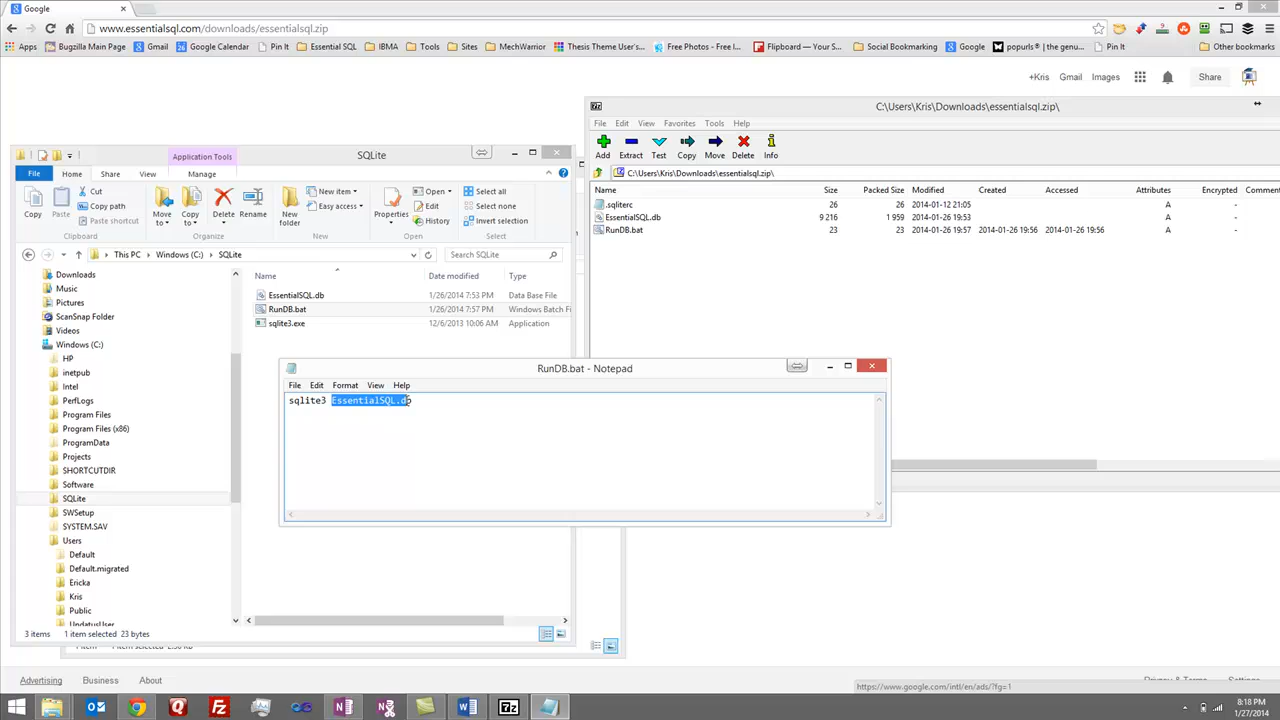 Google
www.essentialsql.com/downloads/essentialsql.zip
Apps Bugzilla Main Page Gmail Google Calendar Pin It Essential SQL IBMA Tools Sites MechWarrior Thesis Theme User's... Free Photos - Free I... Flipboard — Your S... Social Bookmarking Google popurls® | the genu... Pin It Other bookmarks
+Kris Gmail Images Share
C:\Users\Kris\Downloads\essentialsql.zip\
File Edit View Favorites Tools Help
Add Extract Test Copy Move Delete Info
C:\Users\Kris\Downloads\essentialsql.zip\
Name Size Packed Size Modified Created Accessed Attributes Encrypted Comment
.sqliterc 26 26 2014-01-12 21:05 A -
EssentialSQL.db 9 216 1 959 2014-01-26 19:53 A -
RunDB.bat 23 23 2014-01-26 19:57 2014-01-26 19:56 2014-01-26 19:56 A -
Application Tools SQLite
File Home Share View Manage
Copy Paste Cut Copy path Paste shortcut
Clipboard
Move to Copy to Delete Rename
Organize
New folder New item Easy access
New
Properties Open Edit History
Open
Select all Select none Invert selection
Select
This PC Windows (C:) SQLite Search SQLite
Name Date modified Type
EssentialSQL.db 1/26/2014 7:53 PM Data Base File
RunDB.bat 1/26/2014 7:57 PM Windows Batch Fi
sqlite3.exe 12/6/2013 10:06 AM Application
Downloads
Music
Pictures
ScanSnap Folder
Videos
Windows (C:)
HP
inetpub
Intel
PerfLogs
Program Files
Program Files (x86)
ProgramData
Projects
SHORTCUTDIR
Software
SQLite
SWSetup
SYSTEM.SAV
Users
Default
Default.migrated
Ericka
Kris
Public
UpdatusUser
3 items 1 item selected 23 bytes
RunDB.bat - Notepad
File Edit Format View Help
sqlite3 EssentialSQL.db
Advertising Business About
https://www.google.com/intl/en/ads/?fg=1
8:18 PM
1/27/2014